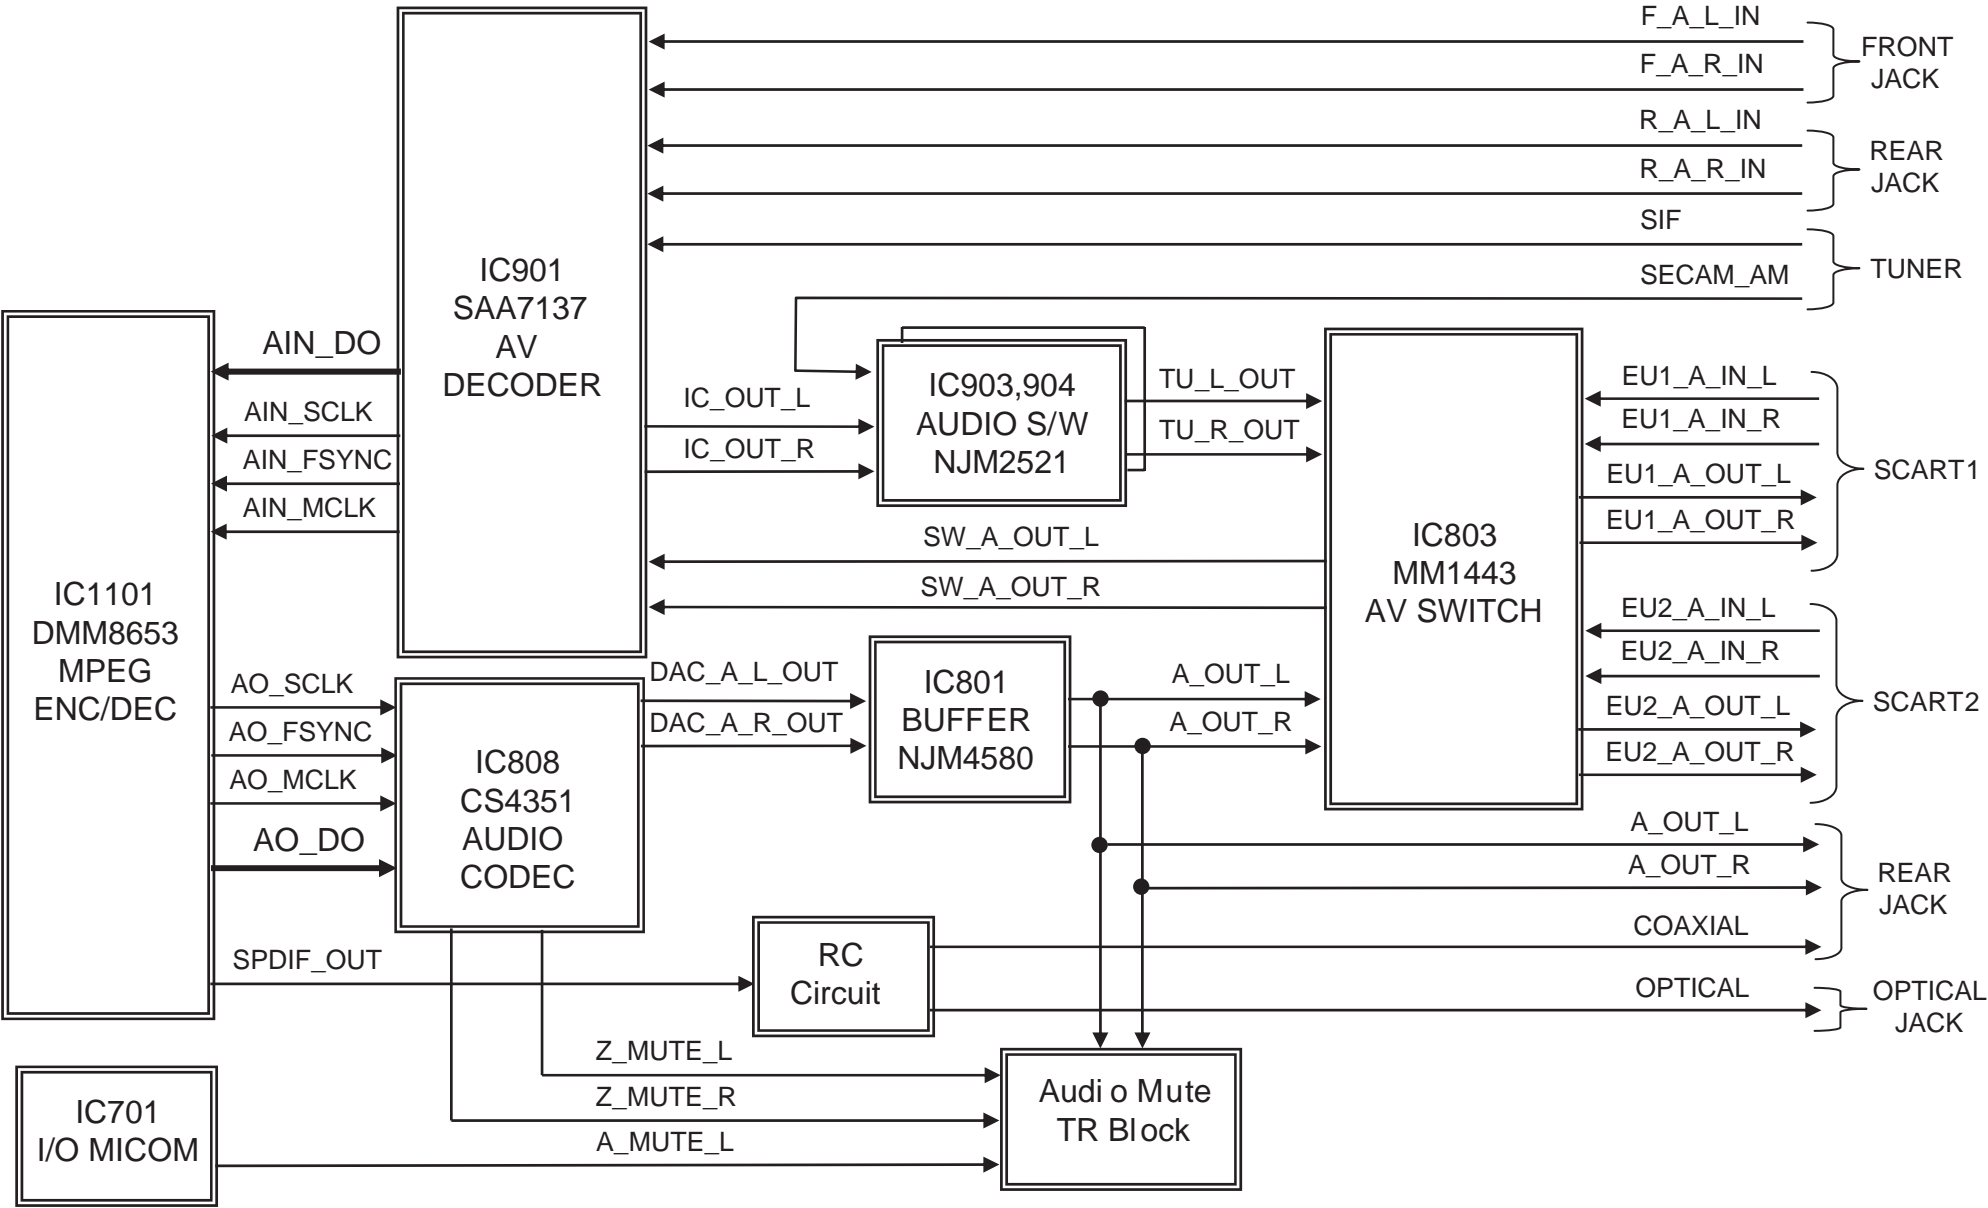 F_A_L_IN
F_A_R_IN
FRONT
JACK
R_A_L_IN
R_A_R_IN
REAR
JACK
SIF
SECAM_AM
TUNER
IC901
SAA7137
AV
DECODER
AIN_DO
AIN_SCLK
AIN_FSYNC
AIN_MCLK
IC_OUT_L
IC_OUT_R
IC903,904
AUDIO S/W
NJM2521
TU_L_OUT
TU_R_OUT
EU1_A_IN_L
EU1_A_IN_R
EU1_A_OUT_L
EU1_A_OUT_R
SCART1
SW_A_OUT_L
SW_A_OUT_R
IC803
MM1443
AV SWITCH
IC1101
DMM8653
MPEG
ENC/DEC
EU2_A_IN_L
EU2_A_IN_R
EU2_A_OUT_L
EU2_A_OUT_R
SCART2
AO_SCLK
AO_FSYNC
AO_MCLK
AO_DO
DAC_A_L_OUT
DAC_A_R_OUT
IC801
BUFFER
NJM4580
A_OUT_L
A_OUT_R
IC808
CS4351
AUDIO
CODEC
A_OUT_L
A_OUT_R
COAXIAL
REAR
JACK
SPDIF_OUT
RC
Circuit
OPTICAL
OPTICAL
JACK
Z_MUTE_L
Z_MUTE_R
A_MUTE_L
IC701
I/O MICOM
Audi o Mute
TR Block